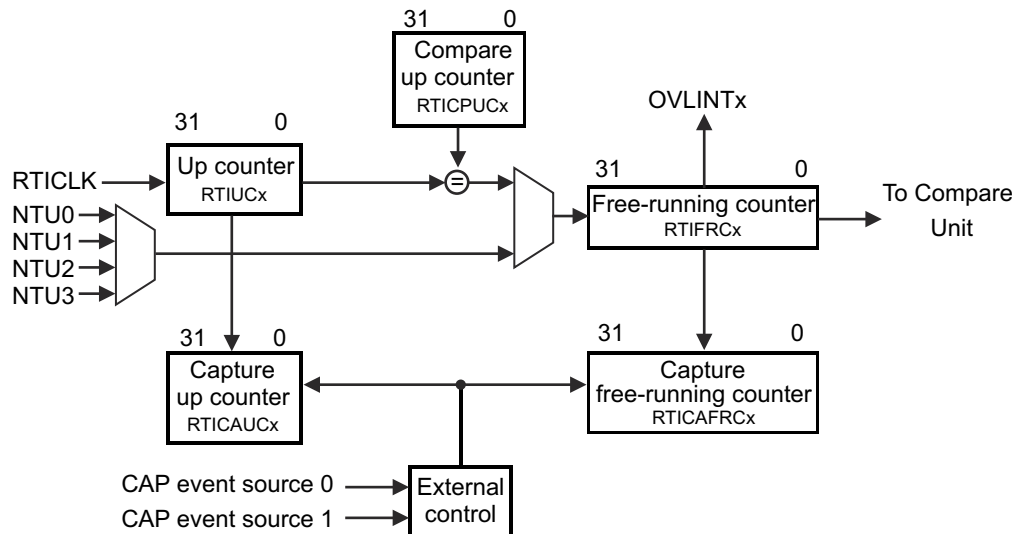 31 0
Compare
up counter
RTICPUCx
OVLINTx
31 0
Up counter
RTIUCx
RTICLK
=
31 0
Free-running counter
RTIFRCx
To Compare
Unit
NTU0
NTU1
NTU2
NTU3
31 0
Capture
up counter
RTICAUCx
31 0
Capture
free-running counter
RTICAFRCx
CAP event source 0
CAP event source 1
External
control